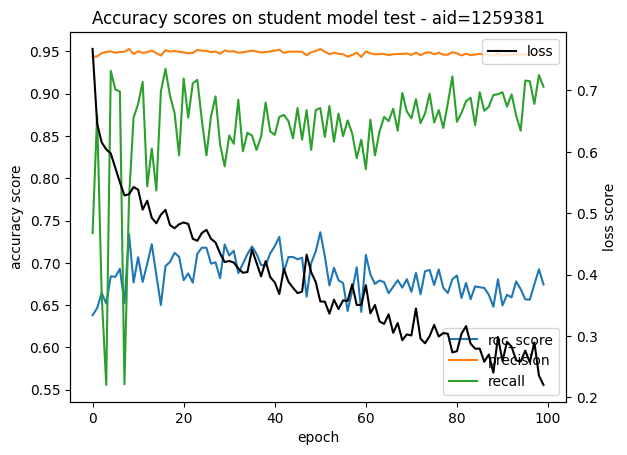 Accuracy scores on student model test - aid=1259381
loss
0.95
0.90
0.85
0.80
0.75
0.70
0.65
0.60
0.55
accuracy score
0.7
0.6
0.5
0.4
0.3
0.2
loss score
roc_score
precision
recall
0
20
40
60
80
100
epoch